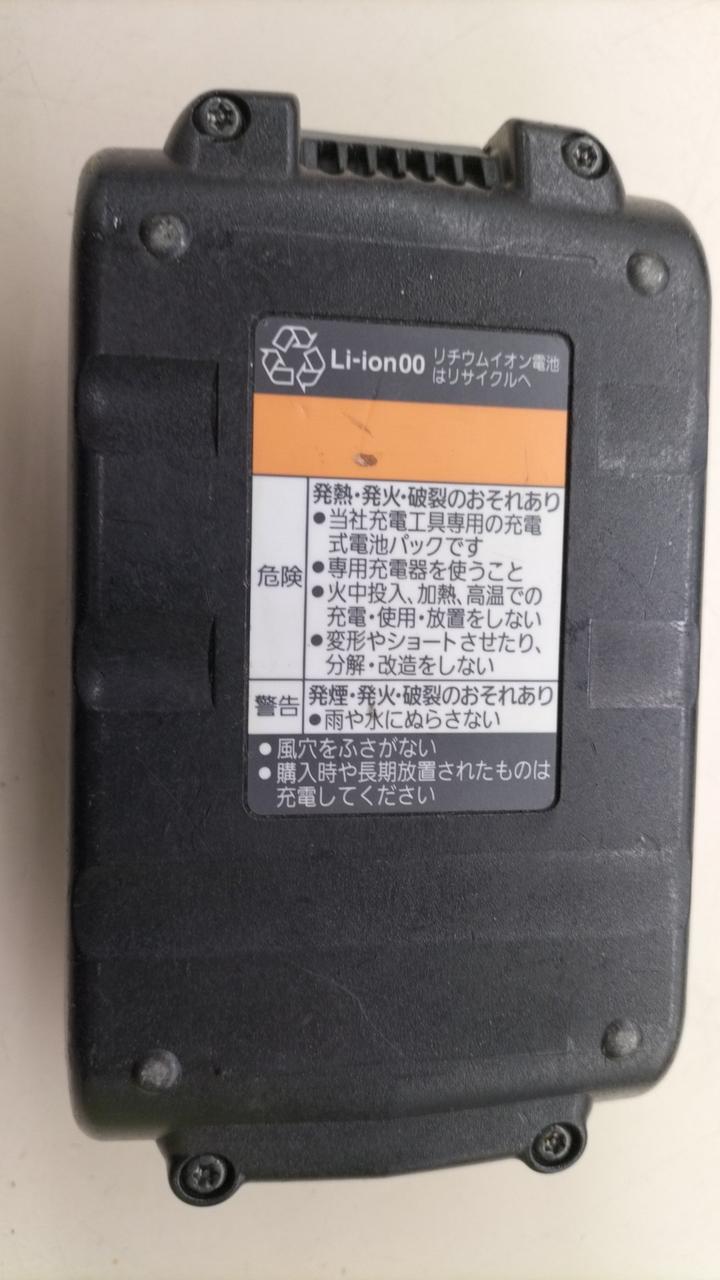 Li-ion00 リチウムイオン電池
はリサイクルへ
危険
発熱・発火・破裂のおそれあり
●当社充電工具専用の充電
式電池パックです
●専用充電器を使うこと
●火中投入、加熱、高温での
充電・使用・放置をしない
●変形やショートさせたり、
分解・改造をしない
警告
発煙・発火・破裂のおそれあり
●雨や水にぬらさない
●風穴をふさがない
●購入時や長期放置されたものは
充電してください